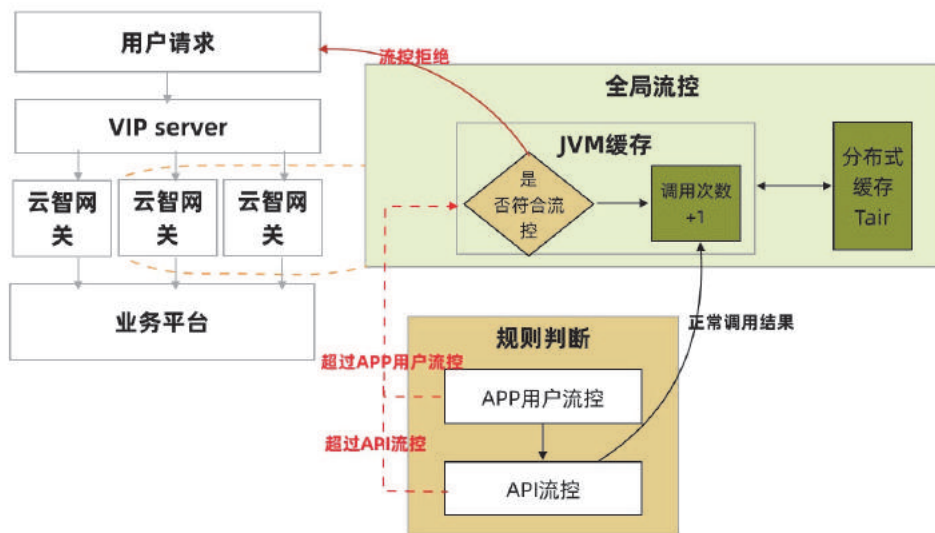 用户请求
VIP server
云智网
关
云智网
关
云智网
关
业务平台
流控拒绝
全局流控
JVM缓存
是
否符合流
控
调用次数
+1
分布式
缓存
Tair
正常调用结果
规则判断
超过APP用户流控
APP用户流控
超过API流控
API流控